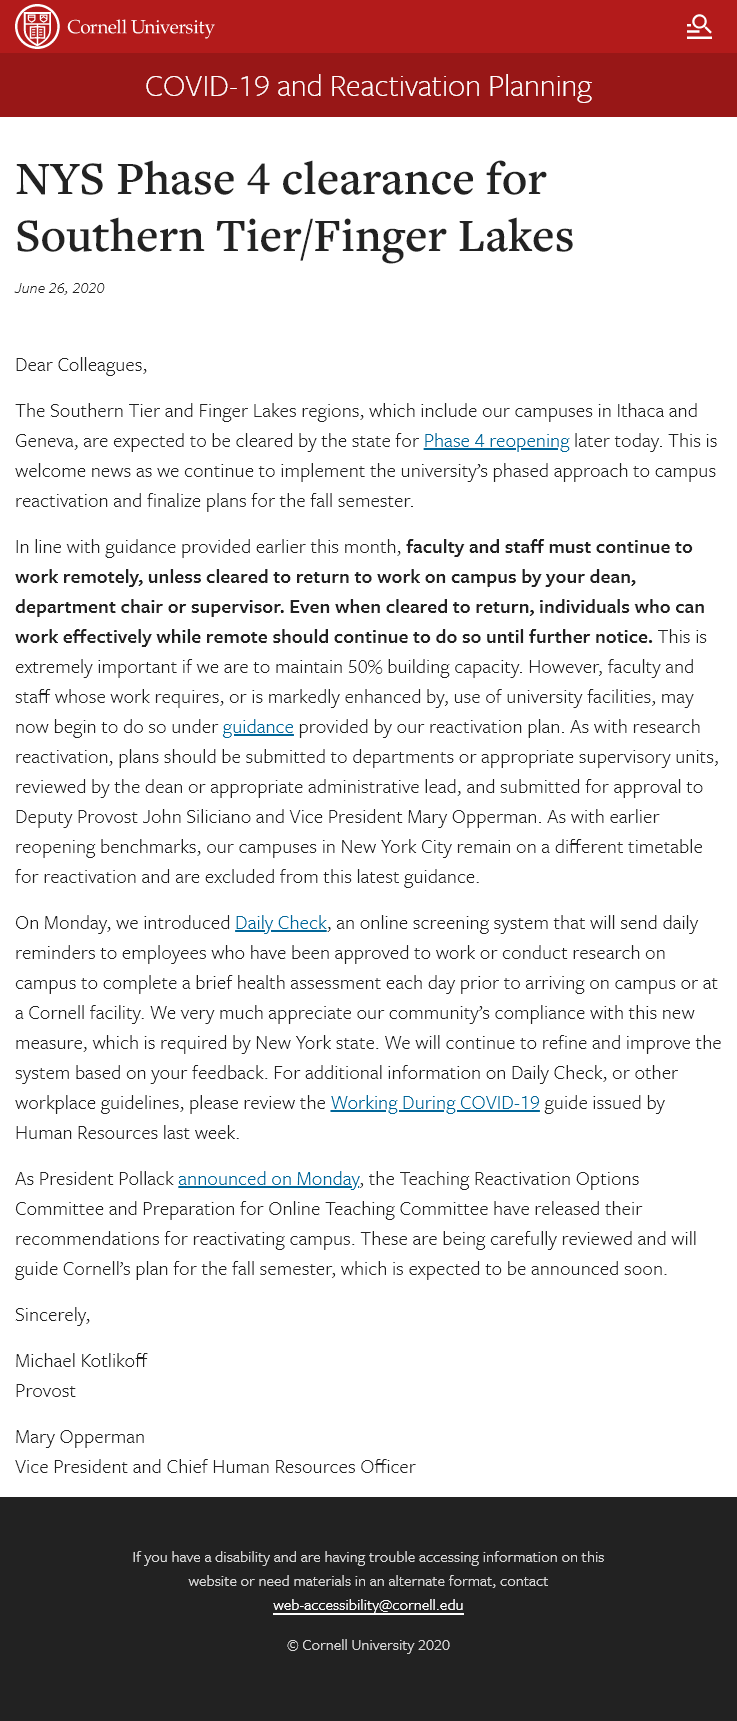 Cornell University
COVID-19 and Reactivation Planning
NYS Phase 4 clearance for
Southern Tier/Finger Lakes
June 26, 2020
Dear Colleagues,
The Southern Tier and Finger Lakes regions, which include our campuses in Ithaca and
Geneva, are expected to be cleared by the state for Phase 4 reopening later today. This is
welcome news as we continue to implement the university’s phased approach to campus
reactivation and finalize plans for the fall semester.
In line with guidance provided earlier this month, faculty and staff must continue to
work remotely, unless cleared to return to work on campus by your dean,
department chair or supervisor. Even when cleared to return, individuals who can
work effectively while remote should continue to do so until further notice. This is
extremely important if we are to maintain 50% building capacity. However, faculty and
staff whose work requires, or is markedly enhanced by, use of university facilities, may
now begin to do so under guidance provided by our reactivation plan. As with research
reactivation, plans should be submitted to departments or appropriate supervisory units,
reviewed by the dean or appropriate administrative lead, and submitted for approval to
Deputy Provost John Siliciano and Vice President Mary Opperman. As with earlier
reopening benchmarks, our campuses in New York City remain on a different timetable
for reactivation and are excluded from this latest guidance.
On Monday, we introduced Daily Check, an online screening system that will send daily
reminders to employees who have been approved to work or conduct research on
campus to complete a brief health assessment each day prior to arriving on campus or at
a Cornell facility. We very much appreciate our community’s compliance with this new
measure, which is required by New York state. We will continue to refine and improve the
system based on your feedback. For additional information on Daily Check, or other
workplace guidelines, please review the Working During COVID-19 guide issued by
Human Resources last week.
As President Pollack announced on Monday, the Teaching Reactivation Options
Committee and Preparation for Online Teaching Committee have released their
recommendations for reactivating campus. These are being carefully reviewed and will
guide Cornell’s plan for the fall semester, which is expected to be announced soon.
Sincerely,
Michael Kotlikoff
Provost
Mary Opperman
Vice President and Chief Human Resources Officer
If you have a disability and are having trouble accessing information on this
website or need materials in an alternate format, contact
web-accessibility@cornell.edu
© Cornell University 2020